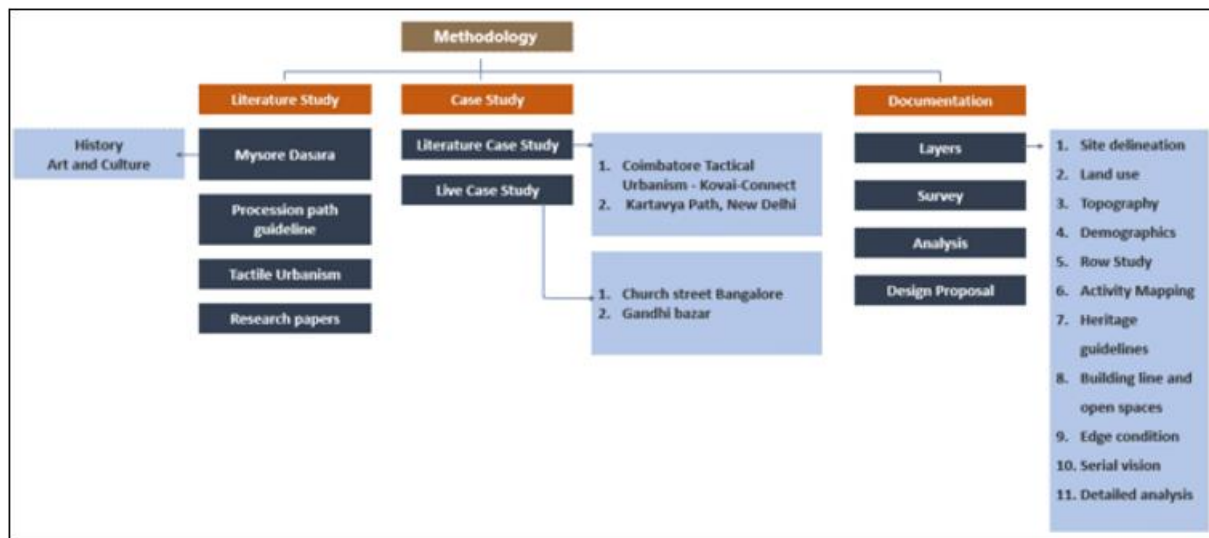 Methodology
Literature Study
History
Art and Culture
Mysore Dasara
Procession path
guideline
Tactile Urbanism
Research papers
Case Study
Literature Case Study
1. Coimbatore Tactical
Urbanism - Kovai-Connect
2. Kartavya Path, New Delhi
Live Case Study
1. Church street Bangalore
2. Gandhi bazar
Documentation
Layers
1. Site delineation
2. Land use
3. Topography
4. Demographics
5. Row Study
6. Activity Mapping
7. Heritage
guidelines
8. Building line and
open spaces
9. Edge condition
10. Serial vision
11. Detailed analysis
Survey
Analysis
Design Proposal